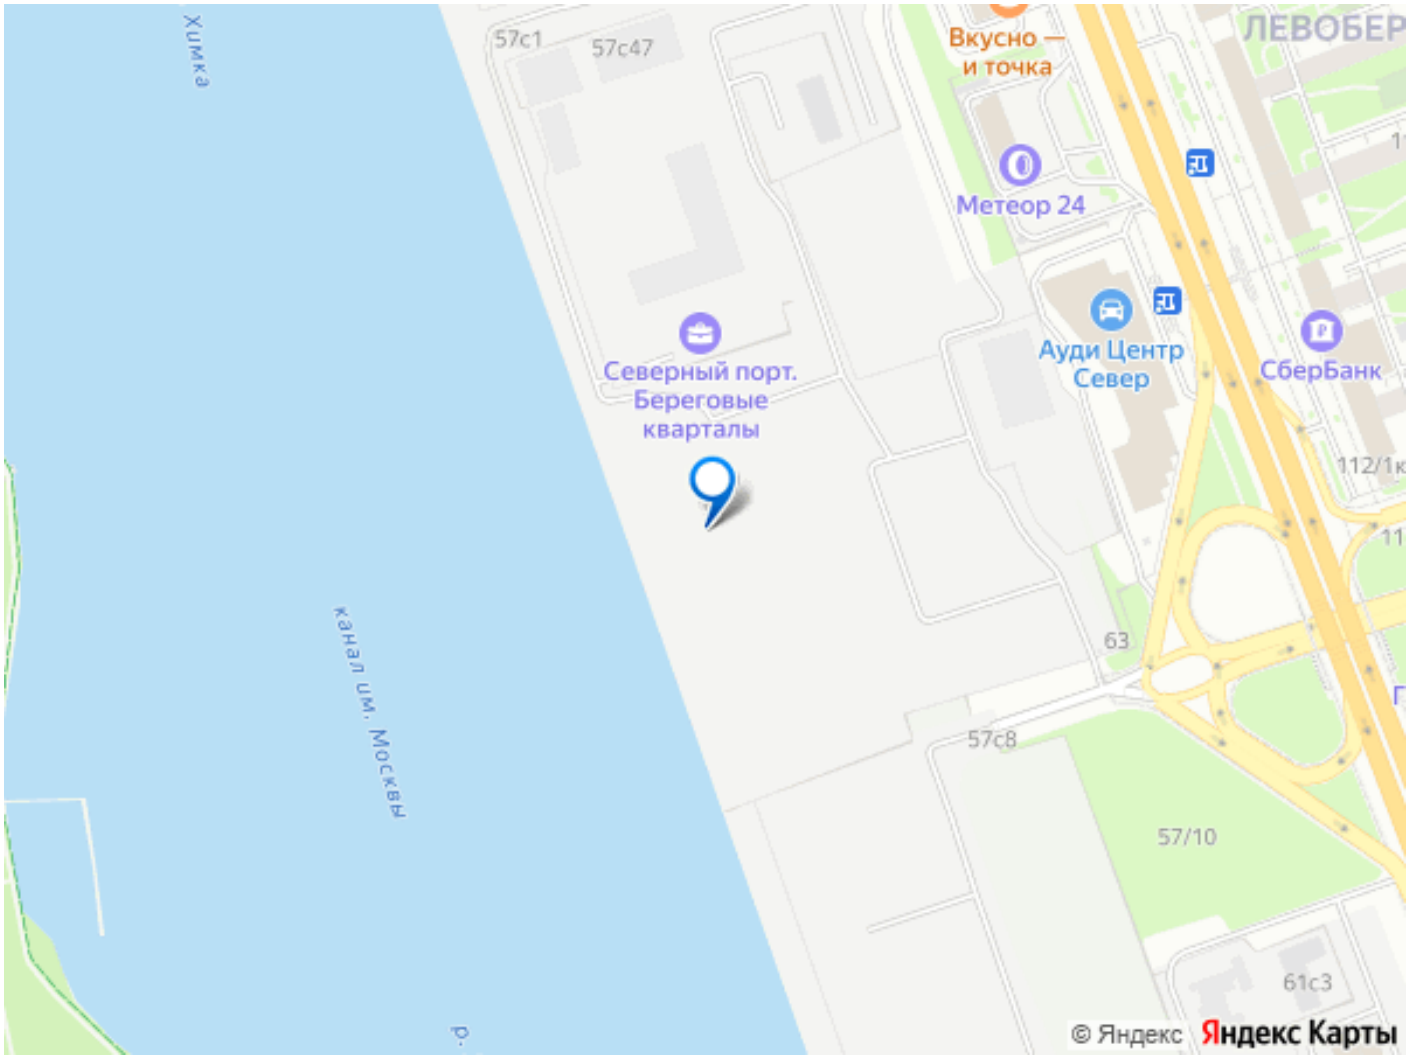 Химка
57с1
57с47
Вкусно —
и точка
ЛЕВОБЕР
Метеор 24
Ауди Центр
Север
СберБанк
Северный порт.
Береговые
кварталы
112/1к
11
63
канал им. Москвы
57с8
Г
57/10
61с3
р.
© Яндекс
Яндекс Карты